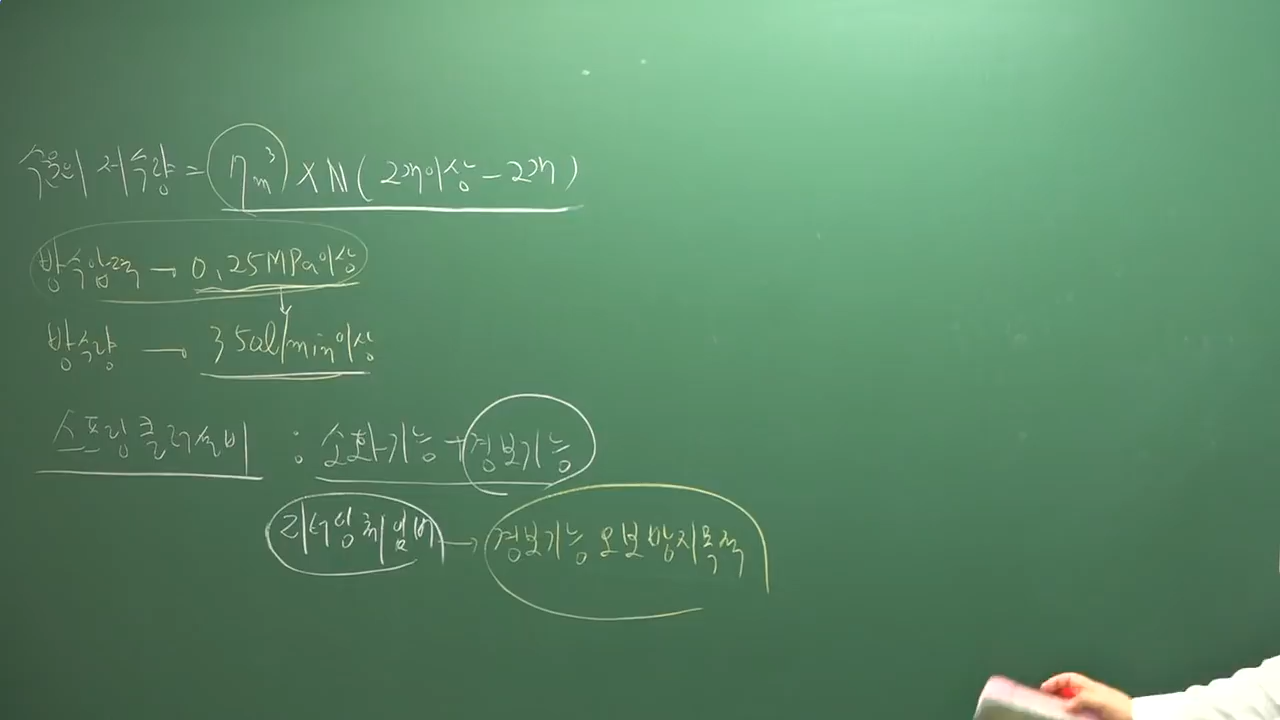 수원의 저수량 = 7m³ × N ( 2개이상 - 2개 )
방수압력 → 0.25MPa이상
방수량 → 350l/min이상
스프링클러설비 : 소화기능 + 경보기능
리타딩체임버 → 경보기능 오보방지목적